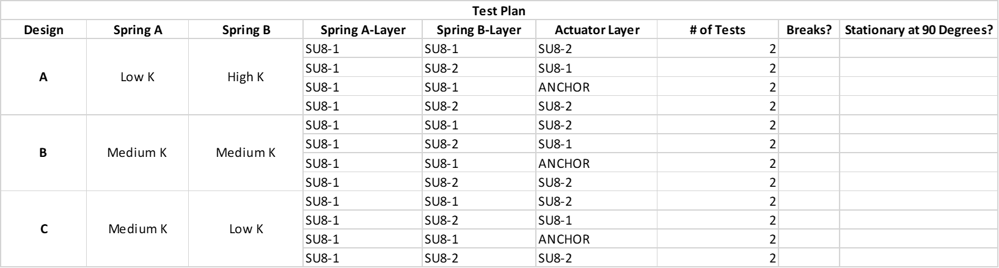 Test Plan
Design Spring A Spring B Spring A-Layer Spring B-Layer Actuator Layer # of Tests Breaks? Stationary at 90 Degrees?
A Low K High K SU8-1 SU8-1 SU8-2 2
SU8-1 SU8-2 SU8-1 2
SU8-1 SU8-1 ANCHOR 2
SU8-1 SU8-2 SU8-2 2
B Medium K Medium K SU8-1 SU8-1 SU8-2 2
SU8-1 SU8-2 SU8-1 2
SU8-1 SU8-1 ANCHOR 2
SU8-1 SU8-2 SU8-2 2
C Medium K Low K SU8-1 SU8-1 SU8-2 2
SU8-1 SU8-2 SU8-1 2
SU8-1 SU8-1 ANCHOR 2
SU8-1 SU8-2 SU8-2 2